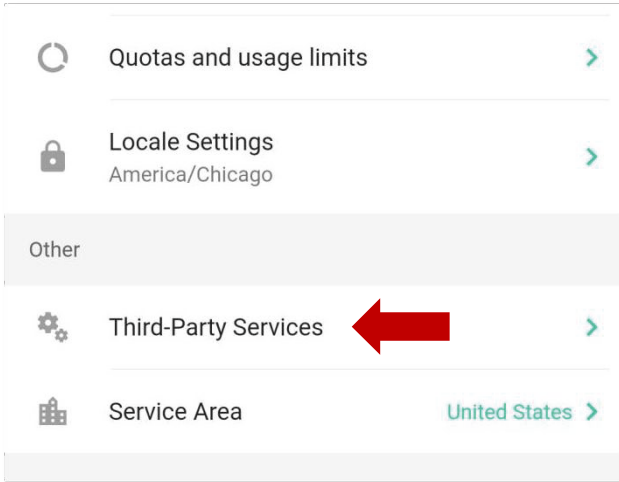 Quotas and usage limits
Locale Settings
America/Chicago
Other
Third-Party Services
Service Area United States